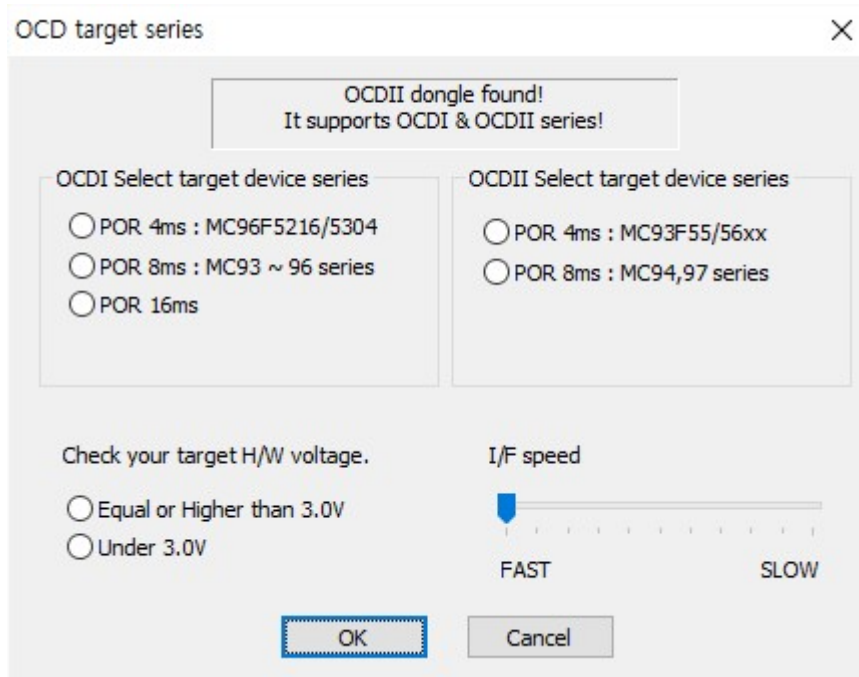 OCD target series
OCDII dongle found!
It supports OCDI & OCDII series!
OCDI Select target device series
POR 4ms : MC96F5216/5304
POR 8ms : MC93 ~ 96 series
POR 16ms
OCDII Select target device series
POR 4ms : MC93F55/56xx
POR 8ms : MC94,97 series
Check your target H/W voltage.
Equal or Higher than 3.0V
Under 3.0V
I/F speed
FAST
SLOW
OK
Cancel